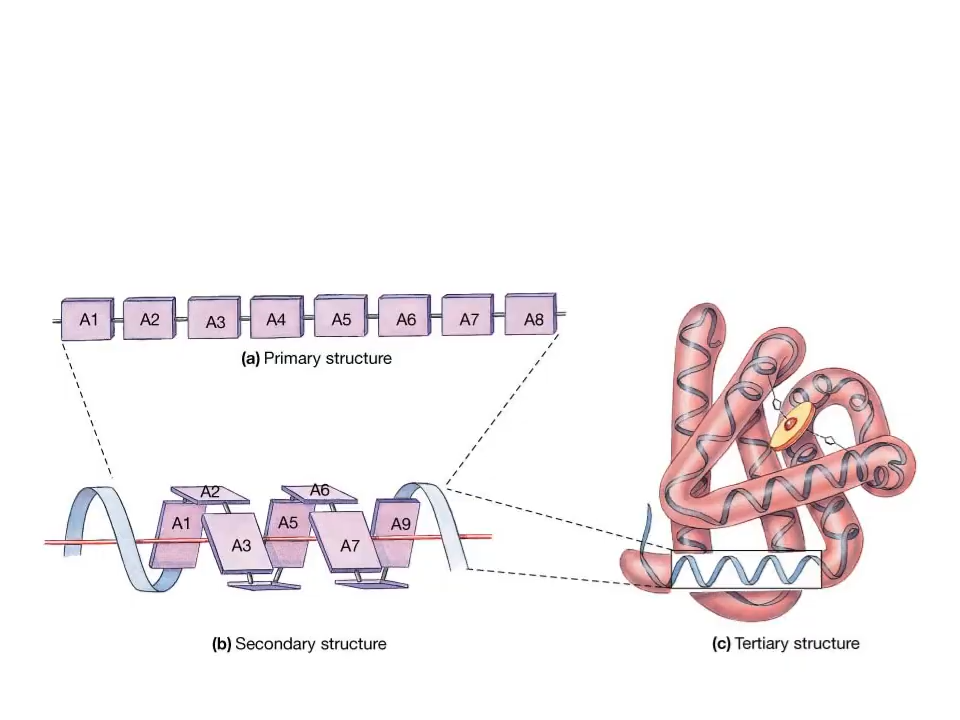 A1 A2 A3 A4 A5 A6 A7 A8
(a) Primary structure
A2 A6
A1 A5 A9
A3 A7
(b) Secondary structure
(c) Tertiary structure